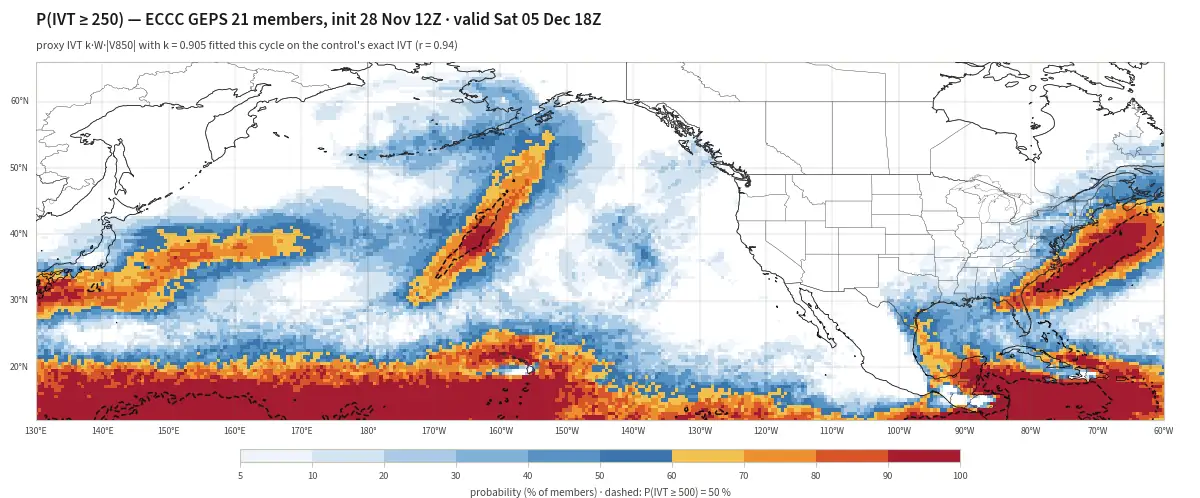 P(IVT ≥ 250) — ECCC GEPS 21 members, init 28 Nov 12Z · valid Sat 05 Dec 18Z
proxy IVT k·W·|V850| with k = 0.905 fitted this cycle on the control's exact IVT (r = 0.94)
60°N
50°N
40°N
30°N
20°N
130°E 140°E 150°E 160°E 170°E 180° 170°W 160°W 150°W 140°W 130°W 120°W 110°W 100°W 90°W 80°W 70°W 60°W
5 10 20 30 40 50 60 70 80 90 100
probability (% of members) · dashed: P(IVT ≥ 500) = 50 %